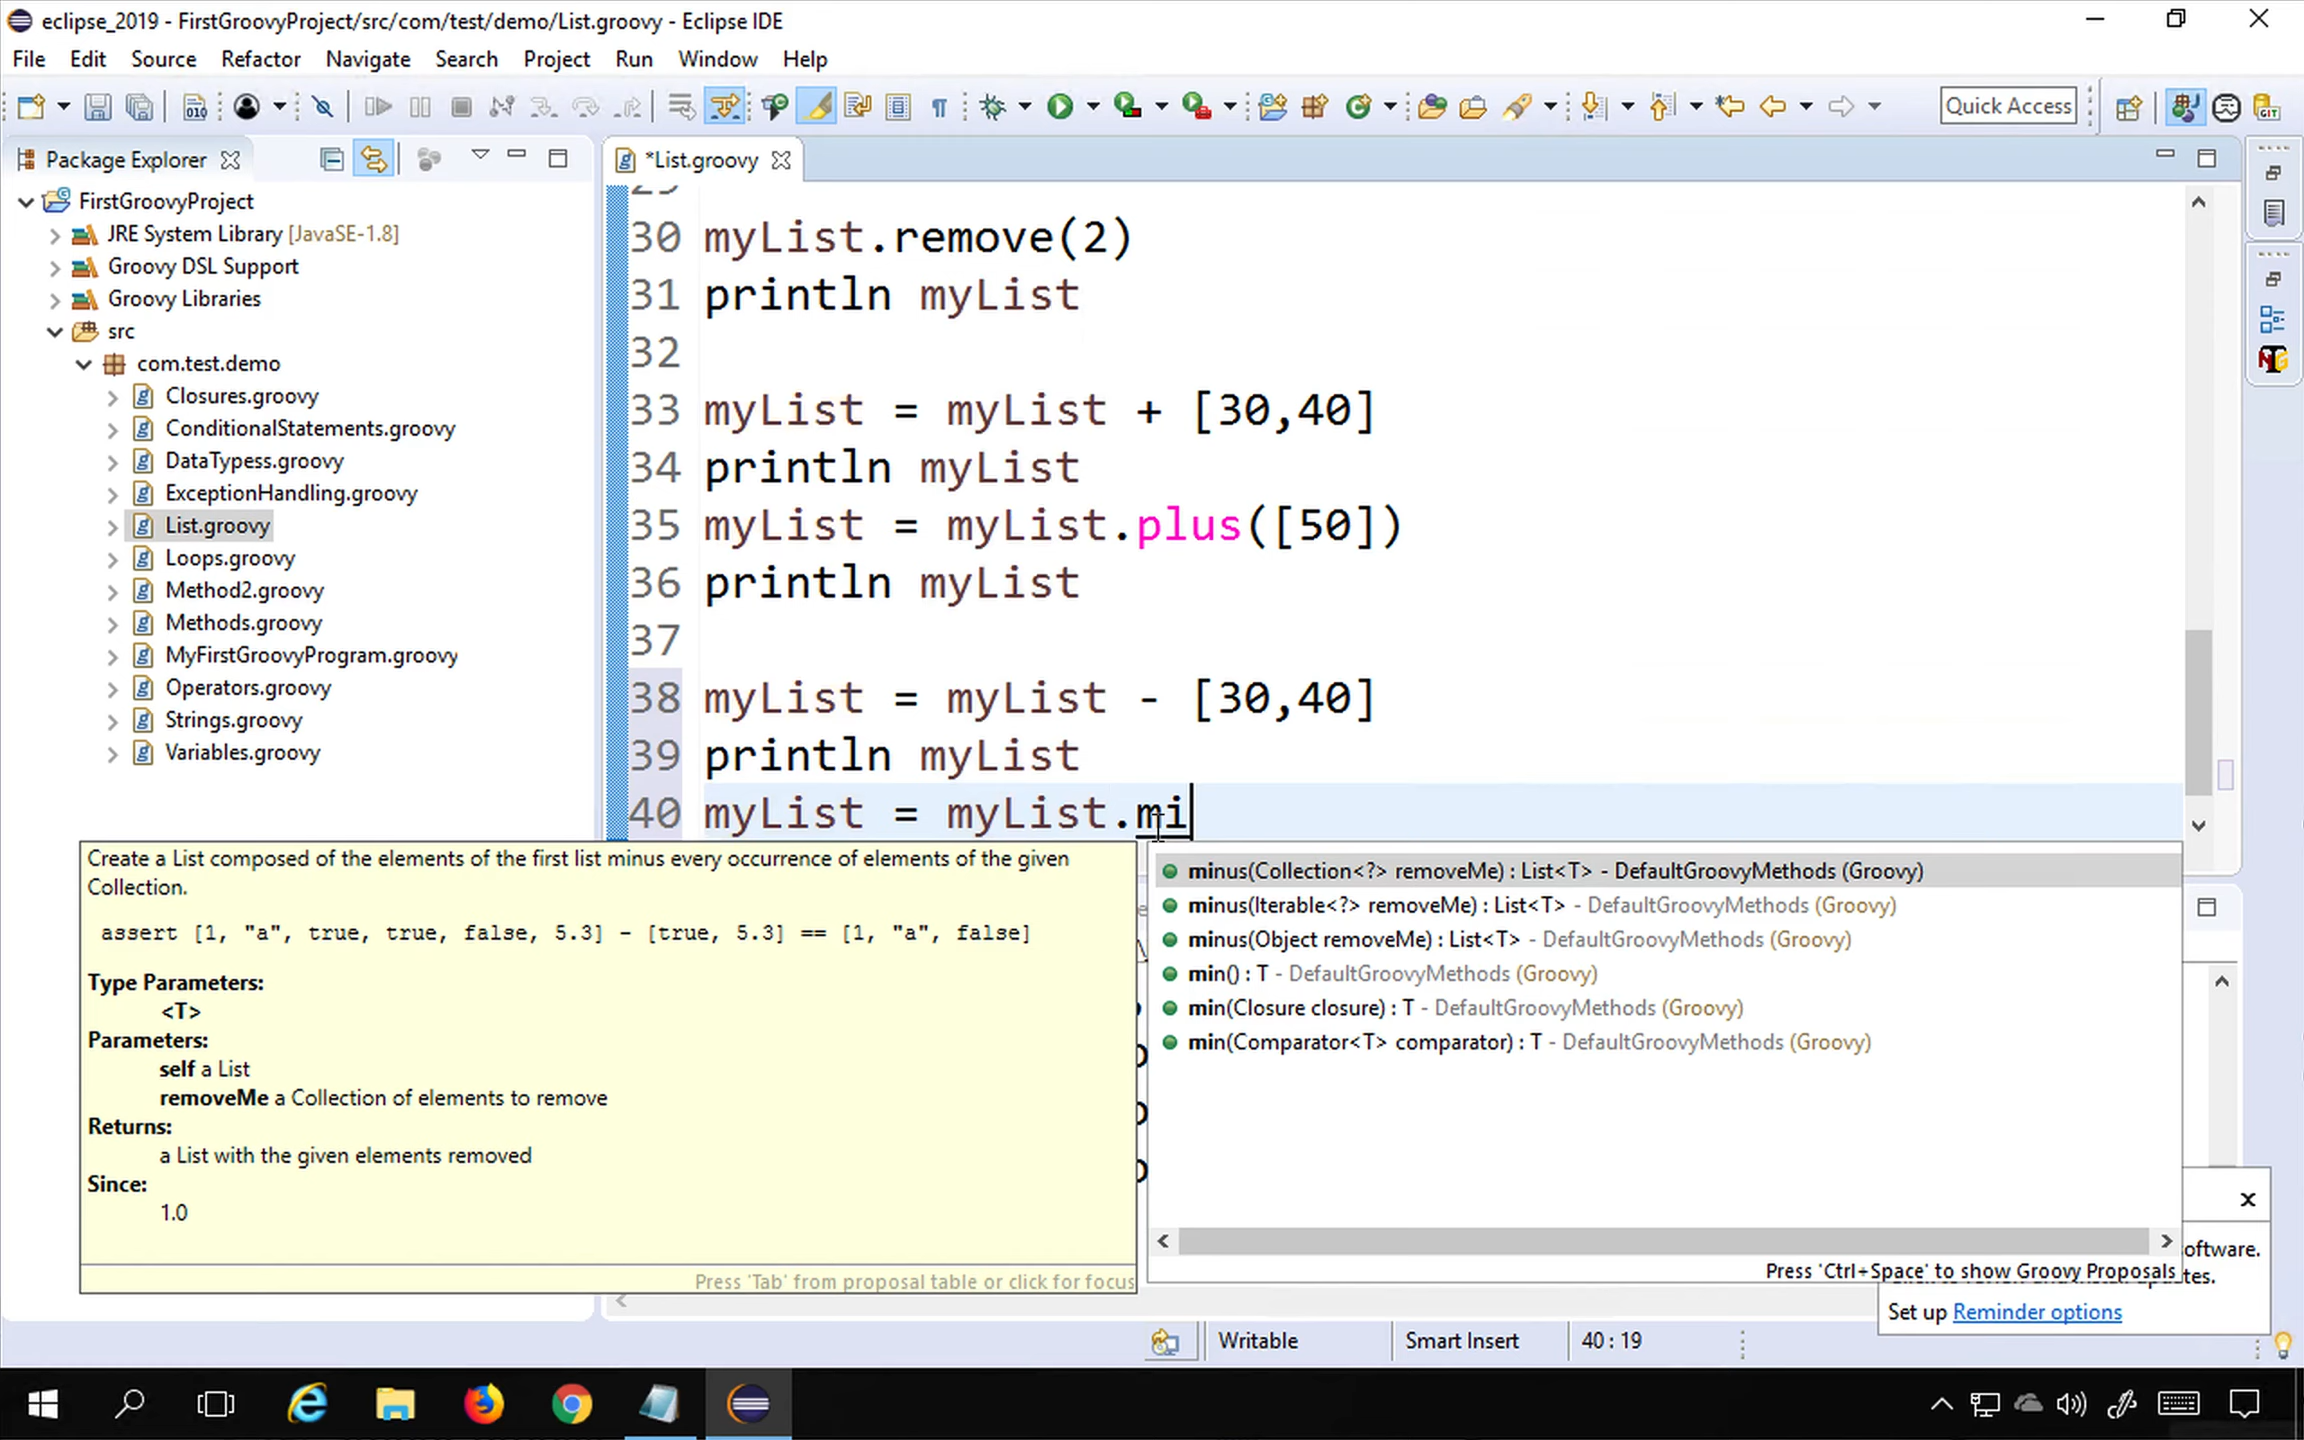 eclipse_2019 - FirstGroovyProject/src/com/test/demo/List.groovy - Eclipse IDE
File Edit Source Refactor Navigate Search Project Run Window Help
Quick Access
Package Explorer
*List.groovy
FirstGroovyProject
JRE System Library [JavaSE-1.8]
Groovy DSL Support
Groovy Libraries
src
com.test.demo
Closures.groovy
ConditionalStatements.groovy
DataTypess.groovy
ExceptionHandling.groovy
List.groovy
Loops.groovy
Method2.groovy
Methods.groovy
MyFirstGroovyProgram.groovy
Operators.groovy
Strings.groovy
Variables.groovy
29
30 myList.remove(2)
31 println myList
32
33 myList = myList + [30,40]
34 println myList
35 myList = myList.plus([50])
36 println myList
37
38 myList = myList - [30,40]
39 println myList
40 myList = myList.mi
Create a List composed of the elements of the first list minus every occurrence of elements of the given
Collection.
assert [1, "a", true, true, false, 5.3] - [true, 5.3] == [1, "a", false]
Type Parameters:
<T>
Parameters:
self a List
removeMe a Collection of elements to remove
Returns:
a List with the given elements removed
Since:
1.0
Press 'Tab' from proposal table or click for focus
minus(Collection<?> removeMe) : List<T> - DefaultGroovyMethods (Groovy)
minus(Iterable<?> removeMe) : List<T> - DefaultGroovyMethods (Groovy)
minus(Object removeMe) : List<T> - DefaultGroovyMethods (Groovy)
min() : T - DefaultGroovyMethods (Groovy)
min(Closure closure) : T - DefaultGroovyMethods (Groovy)
min(Comparator<T> comparator) : T - DefaultGroovyMethods (Groovy)
Press 'Ctrl+Space' to show Groovy Proposals
oftware.
tes.
Set up Reminder options
Writable Smart Insert 40 : 19